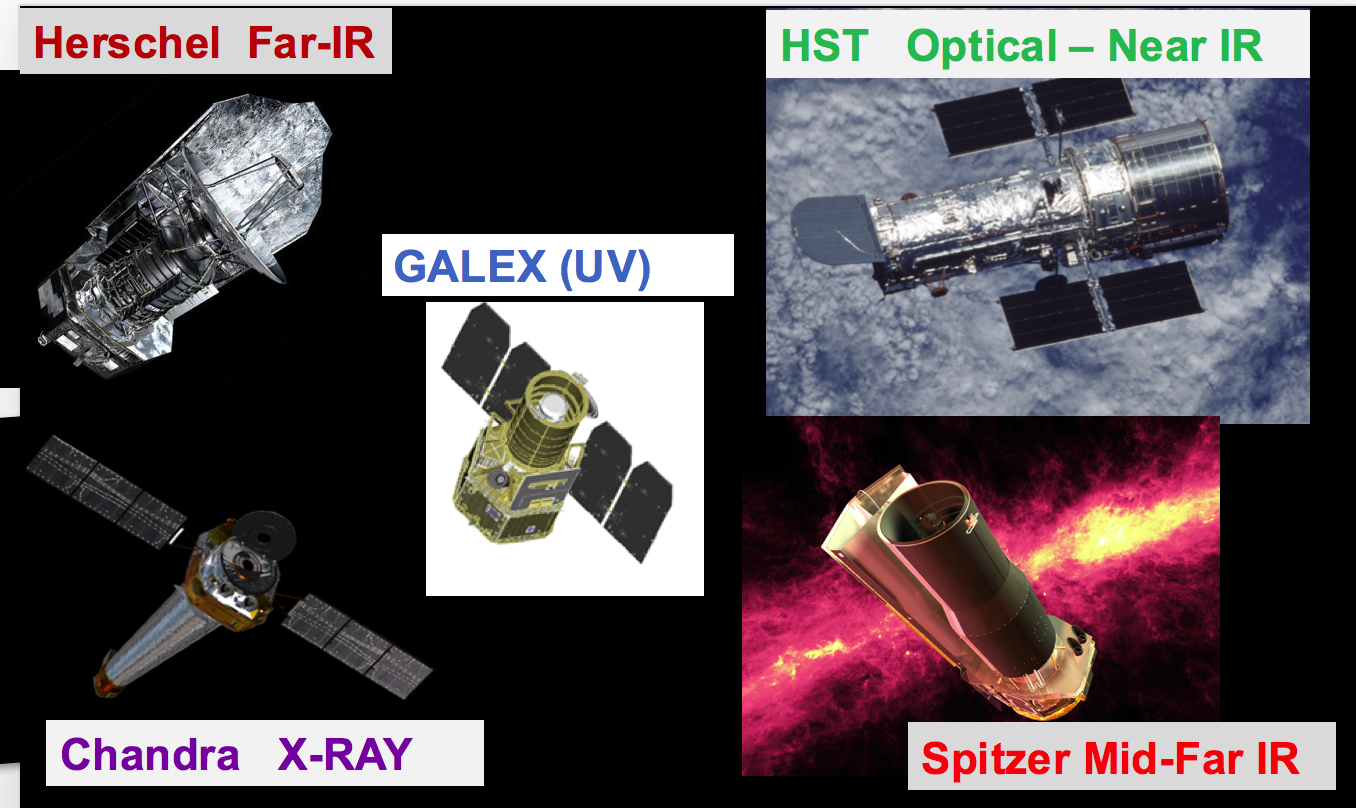 Herschel Far-IR
HST Optical – Near IR
GALEX (UV)
Chandra X-RAY
Spitzer Mid-Far IR